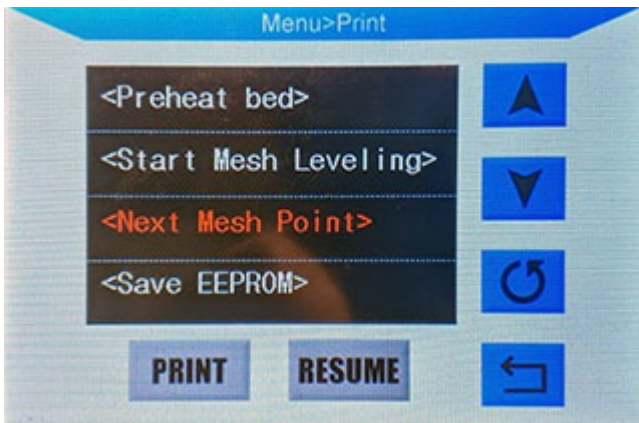 Menu>Print
<Preheat bed>
<Start Mesh Leveling>
<Next Mesh Point>
<Save EEPROM>
PRINT RESUME